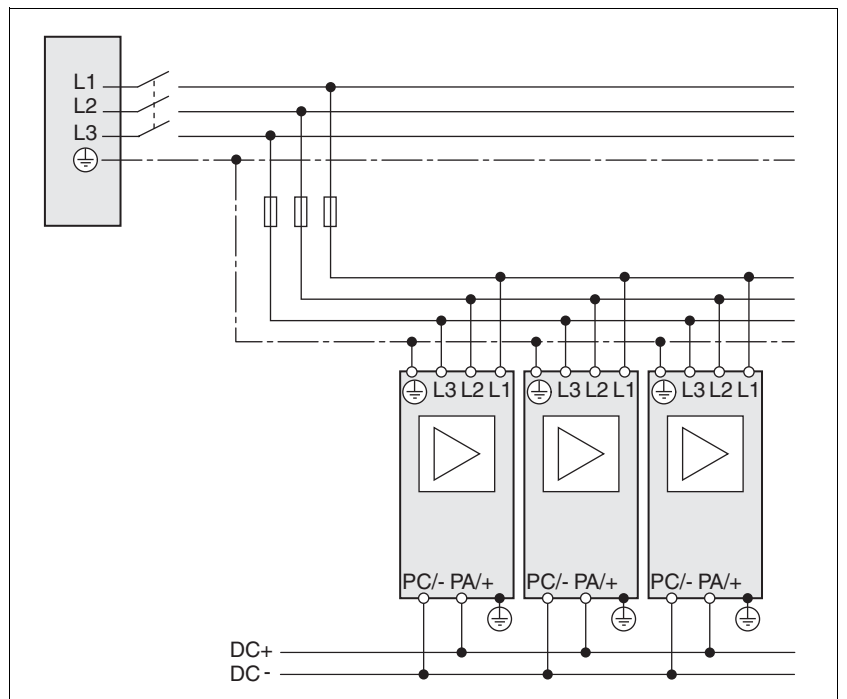 L1
L2
L3
L3 L2 L1 L3 L2 L1 L3 L2 L1
PC/- PA/+ PC/- PA/+ PC/- PA/+
DC+
DC-